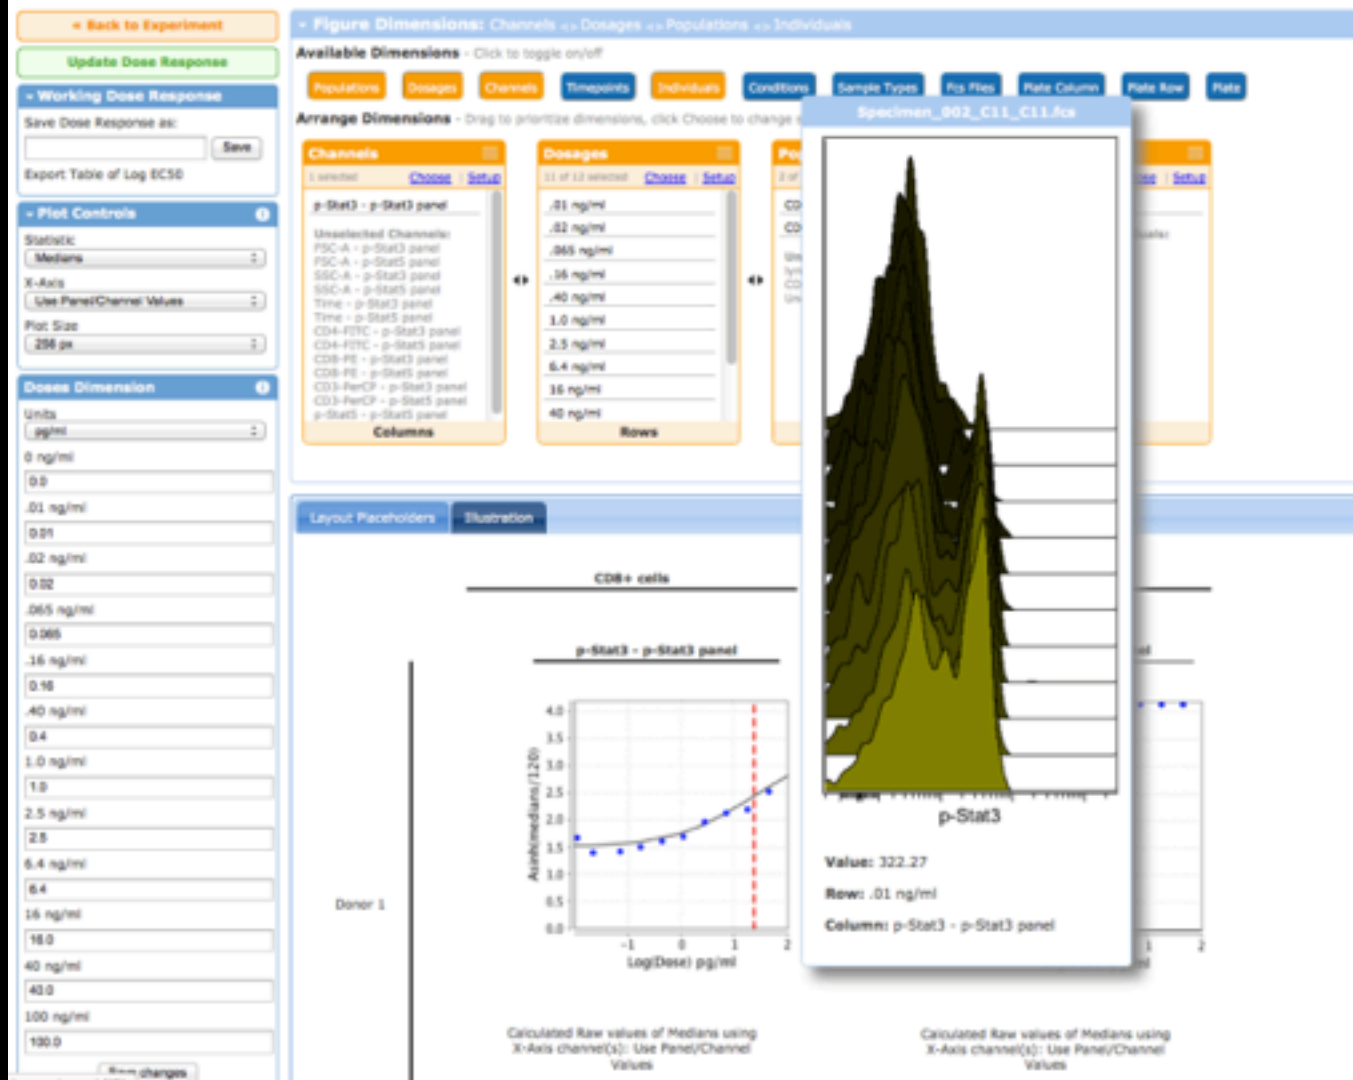 « Back to Experiment
Update Dose Response
Working Dose Response
Save Dose Response as:
Save
Export Table of Log EC50
Plot Controls
Statistic
Medians
X-Axis
Use Panel/Channel Values
Plot Size
256 px
Doses Dimension
Units
pg/ml
0 ng/ml
0.0
.01 ng/ml
0.01
.02 ng/ml
0.02
.065 ng/ml
0.065
.16 ng/ml
0.16
.40 ng/ml
0.4
1.0 ng/ml
1.0
2.5 ng/ml
2.5
6.4 ng/ml
6.4
16 ng/ml
16.0
40 ng/ml
40.0
100 ng/ml
100.0
changes
Figure Dimensions: Channels <> Dosages <> Populations <> Individuals
Available Dimensions - Click to toggle on/off
Populations Dosages Channels Timepoints Individuals Conditions Sample Types Fcs Files Plate Column Plate Row Plate
Arrange Dimensions - Drag to prioritize dimensions, click Choose to change
Channels
1 selected Choose | Setup
p-Stat3 - p-Stat3 panel
Unselected Channels:
FSC-A - p-Stat3 panel
FSC-A - p-Stat5 panel
SSC-A - p-Stat3 panel
SSC-A - p-Stat5 panel
Time - p-Stat3 panel
Time - p-Stat5 panel
CD4-FITC - p-Stat3 panel
CD4-FITC - p-Stat5 panel
CD8-PE - p-Stat3 panel
CD8-PE - p-Stat5 panel
CD3-PerCP - p-Stat3 panel
CD3-PerCP - p-Stat5 panel
p-Stat5 - p-Stat5 panel
Columns
Dosages
11 of 12 selected Choose | Setup
.01 ng/ml
.02 ng/ml
.065 ng/ml
.16 ng/ml
.40 ng/ml
1.0 ng/ml
2.5 ng/ml
6.4 ng/ml
16 ng/ml
40 ng/ml
Rows
2 of
CD
CD
Setup
Layout Placeholders
Illustration
CD8+ cells
p-Stat3 - p-Stat3 panel
Donor 1
Asinh(medians/120)
4.0
3.5
3.0
2.5
2.0
1.5
1.0
0.5
0.0
-1 0 1 2
Log(Dose) pg/ml
Calculated Raw values of Medians using
X-Axis channel(s): Use Panel/Channel
Values
Specimen_002_C11_C11.fcs
p-Stat3
Value: 322.27
Row: .01 ng/ml
Column: p-Stat3 - p-Stat3 panel
1 2
Calculated Raw values of Medians using
X-Axis channel(s): Use Panel/Channel
Values